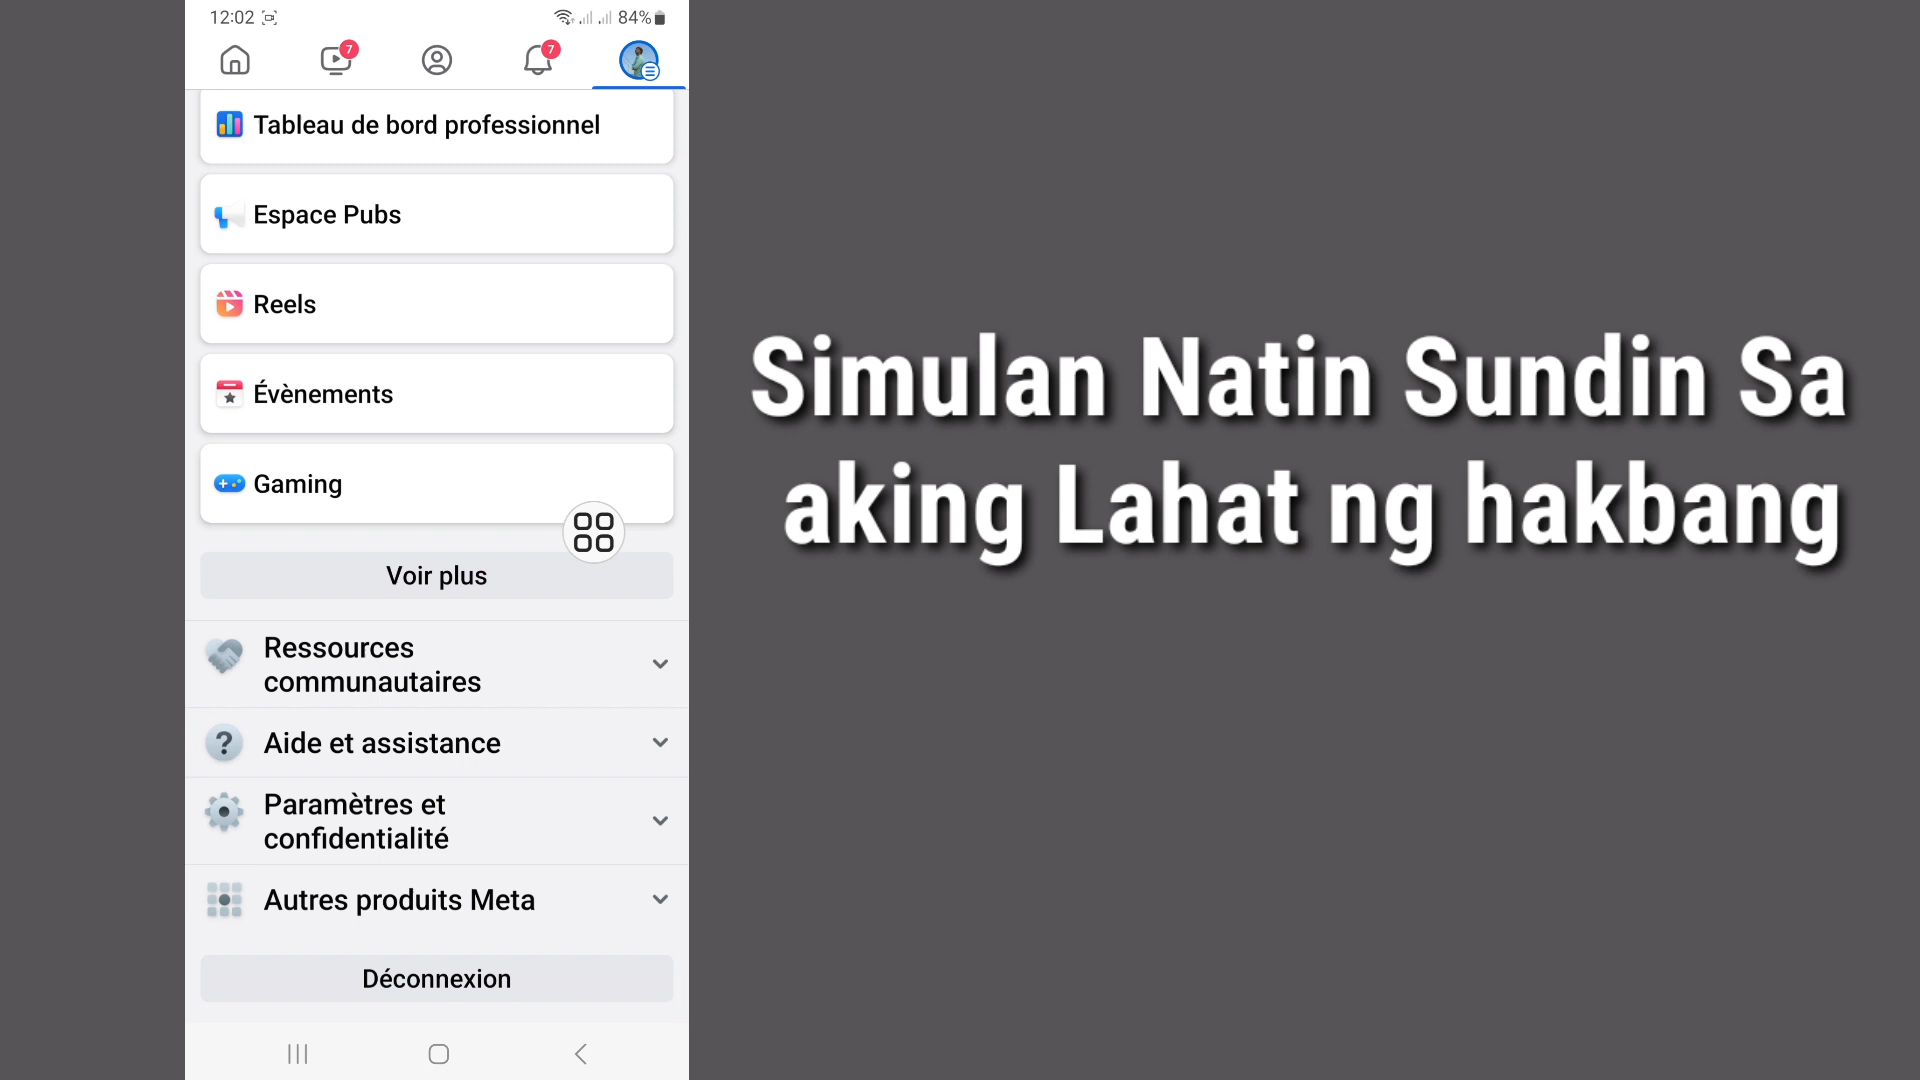 12:02
84%
7
7
Tableau de bord professionnel
Espace Pubs
Reels
Évènements
Gaming
Voir plus
Ressources
communautaires
Aide et assistance
Paramètres et
confidentialité
Autres produits Meta
Déconnexion
Simulan Natin Sundin Sa
aking Lahat ng hakbang